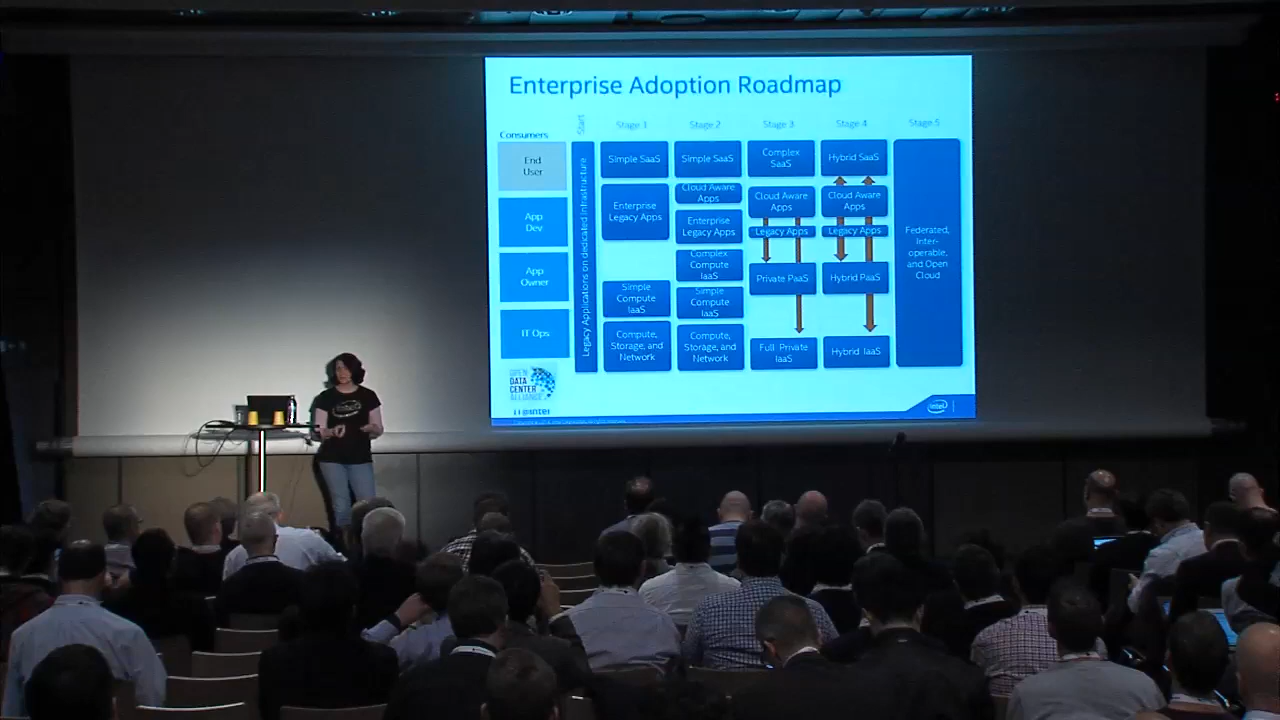 Enterprise Adoption Roadmap
Consumers
Start
Stage 1
Stage 2
Stage 3
Stage 4
Stage 5
End
User
App
Dev
App
Owner
IT Ops
Legacy Applications on dedicated Infrastructure
Simple SaaS
Enterprise
Legacy Apps
Simple
Compute
IaaS
Compute,
Storage, and
Network
Simple SaaS
Cloud Aware
Apps
Enterprise
Legacy Apps
Complex
Compute
IaaS
Simple
Compute
IaaS
Compute,
Storage, and
Network
Complex
SaaS
Cloud Aware
Apps
Legacy Apps
Private PaaS
Full Private
IaaS
Hybrid SaaS
Cloud Aware
Apps
Legacy Apps
Hybrid PaaS
Hybrid IaaS
Federated,
Inter-
operable,
and Open
Cloud
OPEN
DATA
CENTER
ALLIANCE
IT@Intel
intel
intel